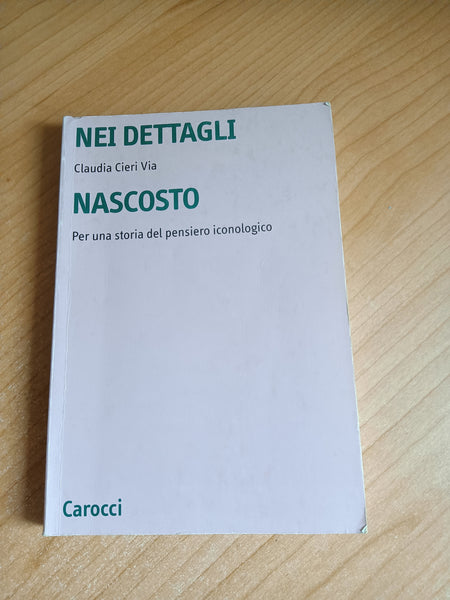 NEI DETTAGLI
Claudia Cieri Via
NASCOSTO
Per una storia del pensiero iconologico
Carocci